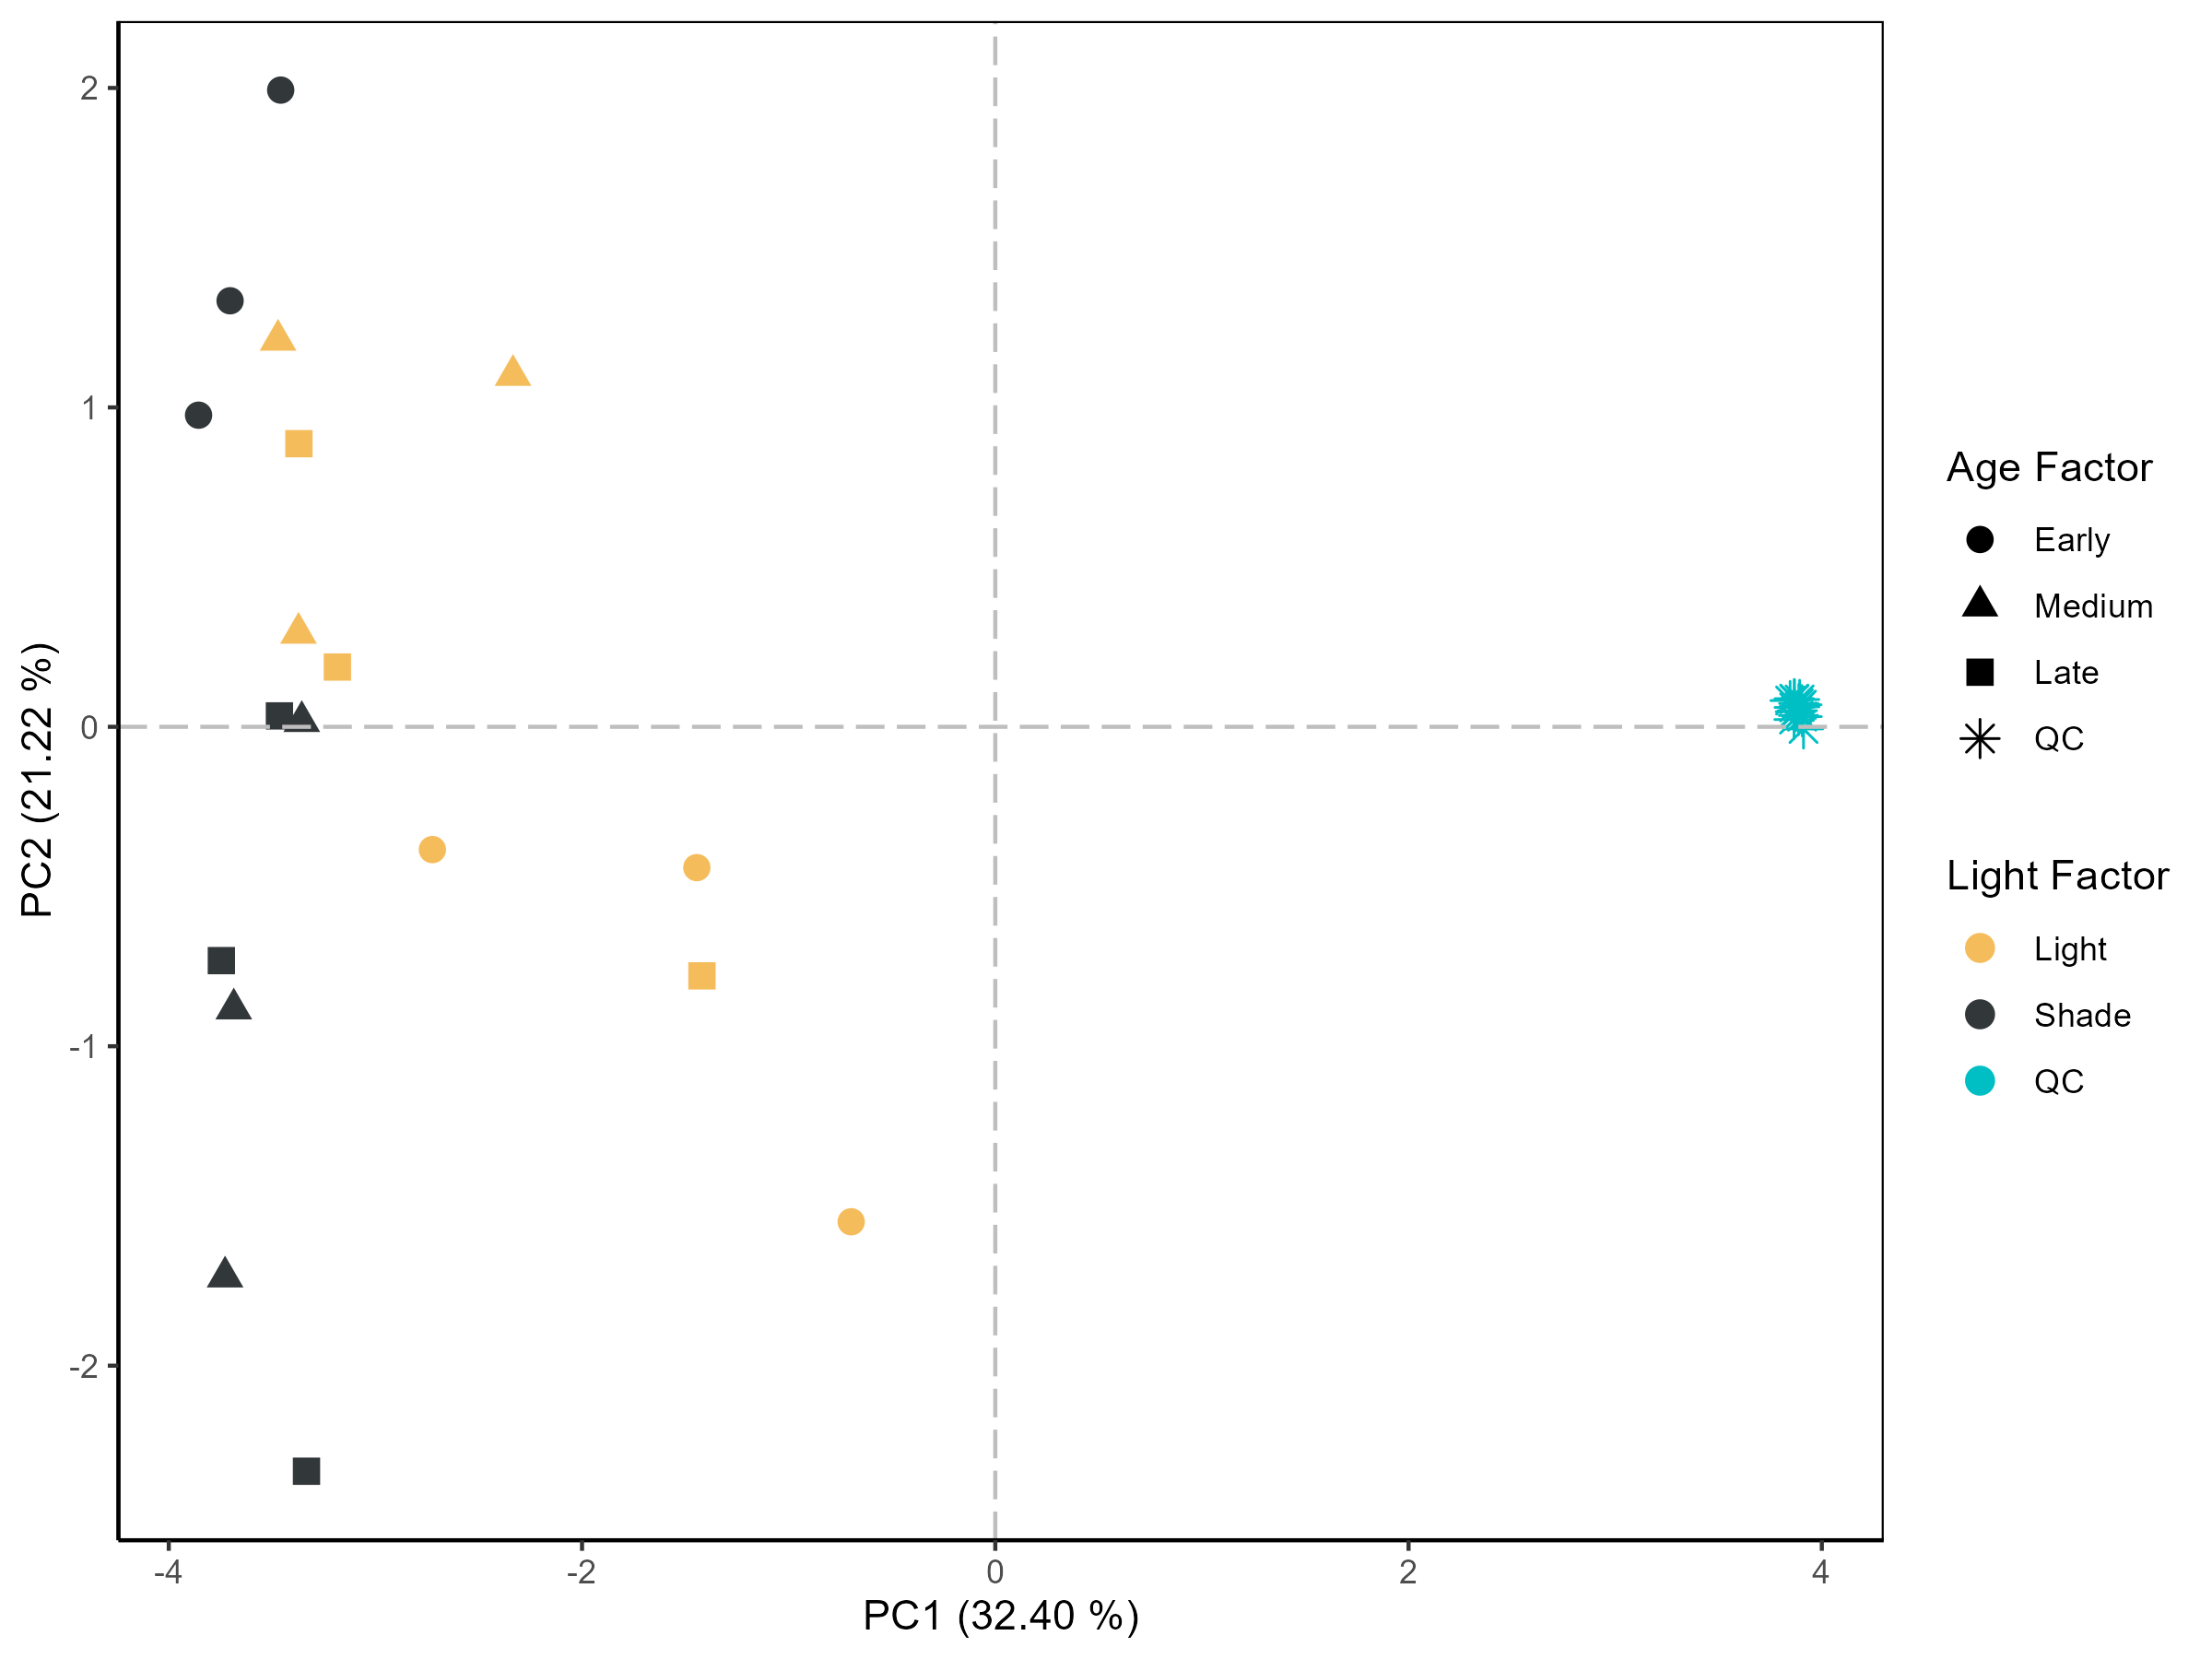 2
1
0
-1
-2
PC2 (21.22 %)
-4
-2
0
2
4
PC1 (32.40 %)
Age Factor
Early
Medium
Late
QC
Light Factor
Light
Shade
QC